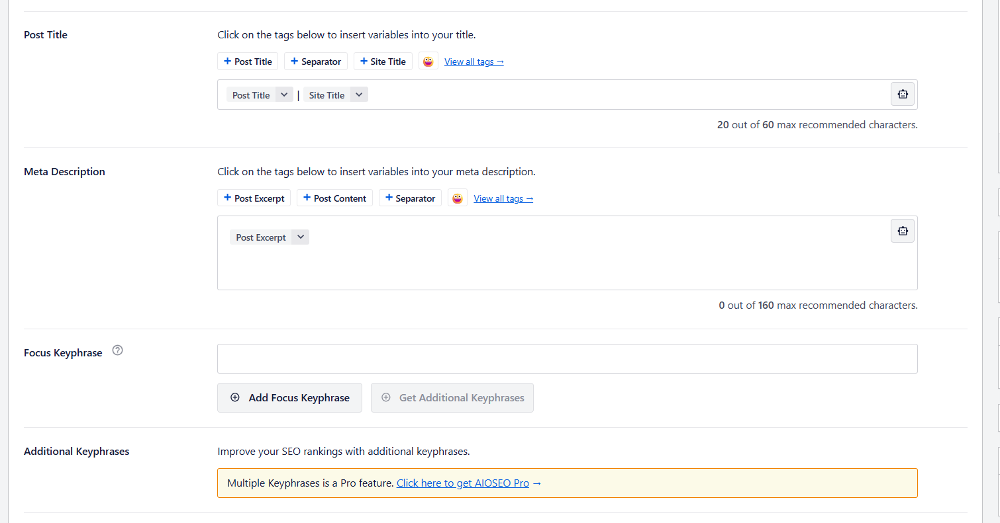 Post Title
Click on the tags below to insert variables into your title.
+ Post Title + Separator + Site Title View all tags →
Post Title | Site Title
20 out of 60 max recommended characters.
Meta Description
Click on the tags below to insert variables into your meta description.
+ Post Excerpt + Post Content + Separator View all tags →
Post Excerpt
0 out of 160 max recommended characters.
Focus Keyphrase
Add Focus Keyphrase Get Additional Keyphrases
Additional Keyphrases
Improve your SEO rankings with additional keyphrases.
Multiple Keyphrases is a Pro feature. Click here to get AIOSEO Pro →